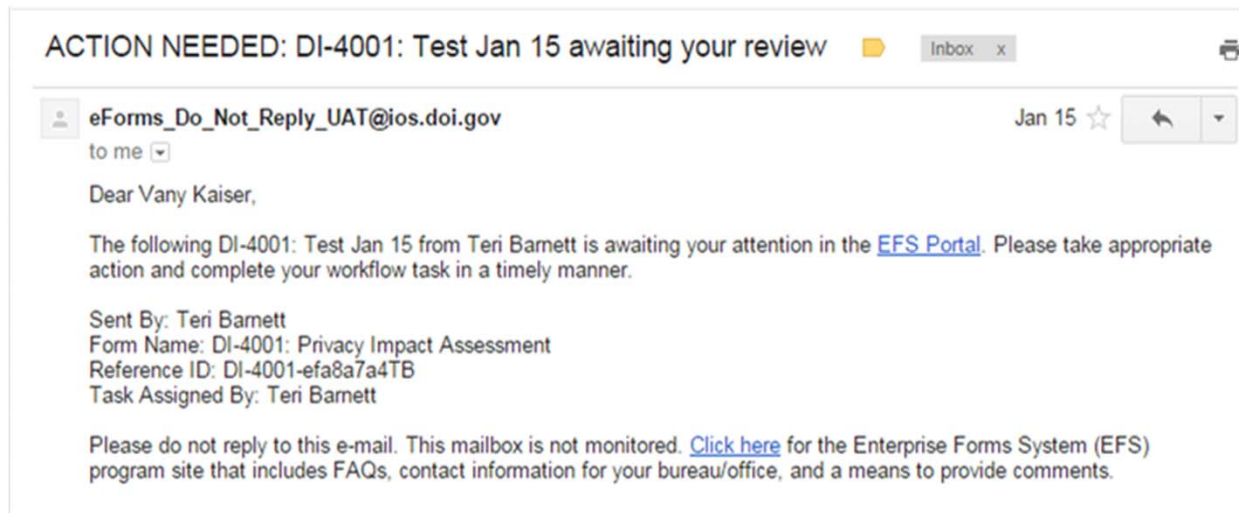 ACTION NEEDED: DI-4001: Test Jan 15 awaiting your review Inbox x
eForms_Do_Not_Reply_UAT@ios.doi.gov Jan 15
to me
Dear Vany Kaiser,
The following DI-4001: Test Jan 15 from Teri Barnett is awaiting your attention in the EFS Portal. Please take appropriate
action and complete your workflow task in a timely manner.
Sent By: Teri Barnett
Form Name: DI-4001: Privacy Impact Assessment
Reference ID: DI-4001-efa8a7a4TB
Task Assigned By: Teri Barnett
Please do not reply to this e-mail. This mailbox is not monitored. Click here for the Enterprise Forms System (EFS)
program site that includes FAQs, contact information for your bureau/office, and a means to provide comments.